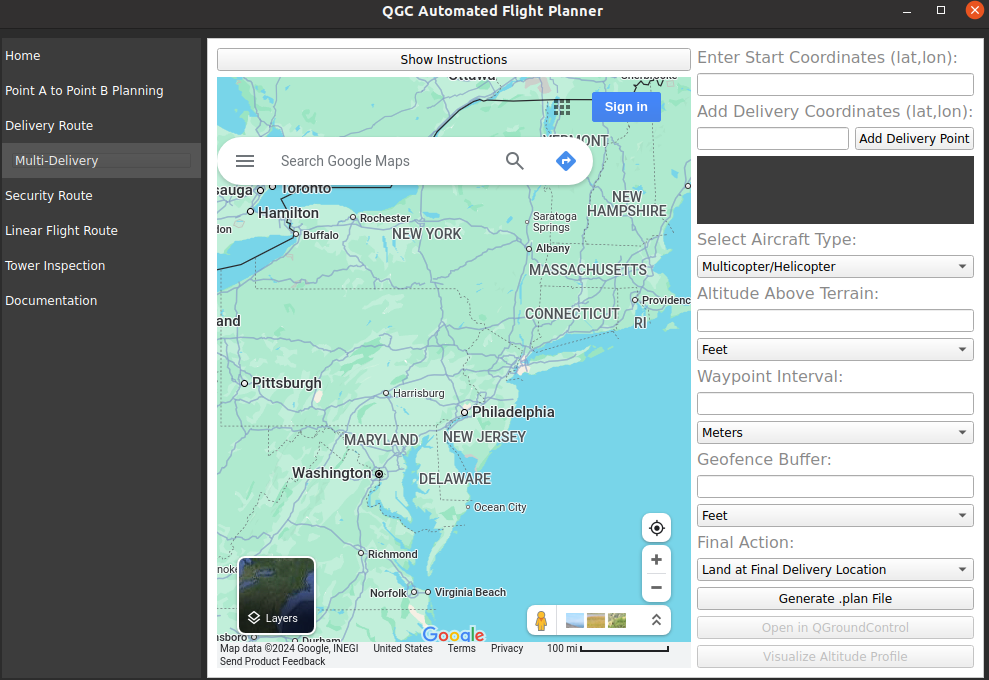 QGC Automated Flight Planner
Home
Point A to Point B Planning
Delivery Route
Multi-Delivery
Security Route
Linear Flight Route
Tower Inspection
Documentation
Show Instructions
Ottawa
Sherbrooke
Sign in
VERMONT
Search Google Maps
sauga
Toronto
Hamilton
Rochester
don
Buffalo
NEW YORK
Saratoga
Springs
NEW
HAMPSHIRE
Albany
MASSACHUSETTS
Providenc
CONNECTICUT
RI
and
Pittsburgh
Harrisburg
Philadelphia
MARYLAND
NEW JERSEY
Washington
DELAWARE
Ocean City
Richmond
noke
Norfolk
Virginia Beach
Layers
nsboro
Durham
Google
Map data ©2024 Google, INEGI
United States
Terms
Privacy
100 mi
Send Product Feedback
Enter Start Coordinates (lat,lon):
Add Delivery Coordinates (lat,lon):
Add Delivery Point
Select Aircraft Type:
Multicopter/Helicopter
Altitude Above Terrain:
Feet
Waypoint Interval:
Meters
Geofence Buffer:
Feet
Final Action:
Land at Final Delivery Location
Generate .plan File
Open in QGroundControl
Visualize Altitude Profile